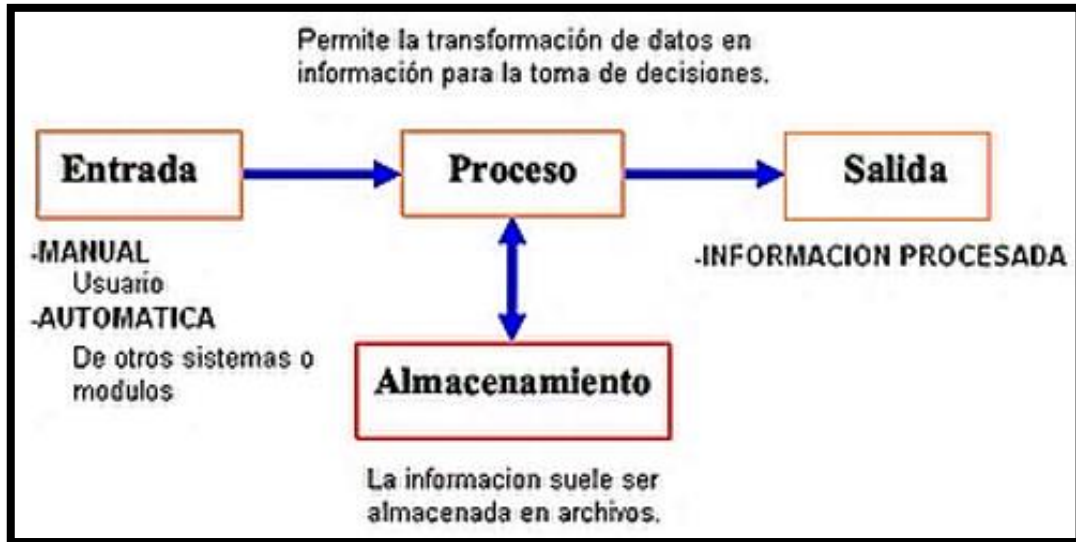 Permite la transformación de datos en
información para la toma de decisiones.
Entrada
Proceso
Salida
-MANUAL
Usuario
-AUTOMATICA
De otros sistemas o
modulos
-INFORMACION PROCESADA
Almacenamiento
La informacion suele ser
almacenada en archivos.